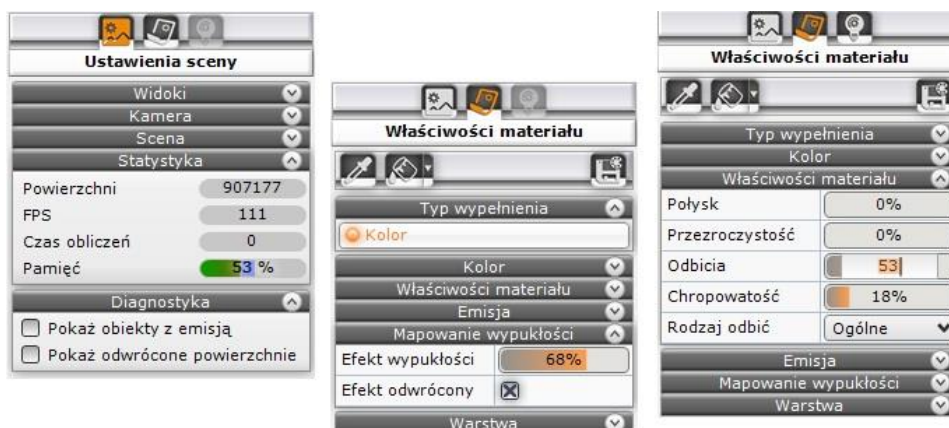 Ustawienia sceny
Widoki
Kamera
Scena
Statystyka
Powierzchni 907177
FPS 111
Czas obliczeń 0
Pamięć 53 %
Diagnostyka
Pokaż obiekty z emisją
Pokaż odwrócone powierzchnie
Właściwości materiału
Typ wypełnienia
Kolor
Kolor
Właściwości materiału
Emisja
Mapowanie wypukłości
Efekt wypukłości 68%
Efekt odwrócony
Warstwa
Właściwości materiału
Typ wypełnienia
Kolor
Właściwości materiału
Połysk 0%
Przezroczystość 0%
Odbicia 53
Chropowatość 18%
Rodzaj odbić Ogólne
Emisja
Mapowanie wypukłości
Warstwa